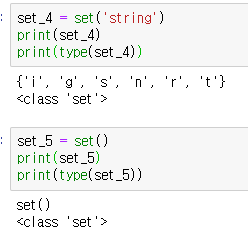 : set_4 = set('string')
print(set_4)
print(type(set_4))
{'i', 'g', 's', 'n', 'r', 't'}
<class 'set'>
: set_5 = set()
print(set_5)
print(type(set_5))
set()
<class 'set'>